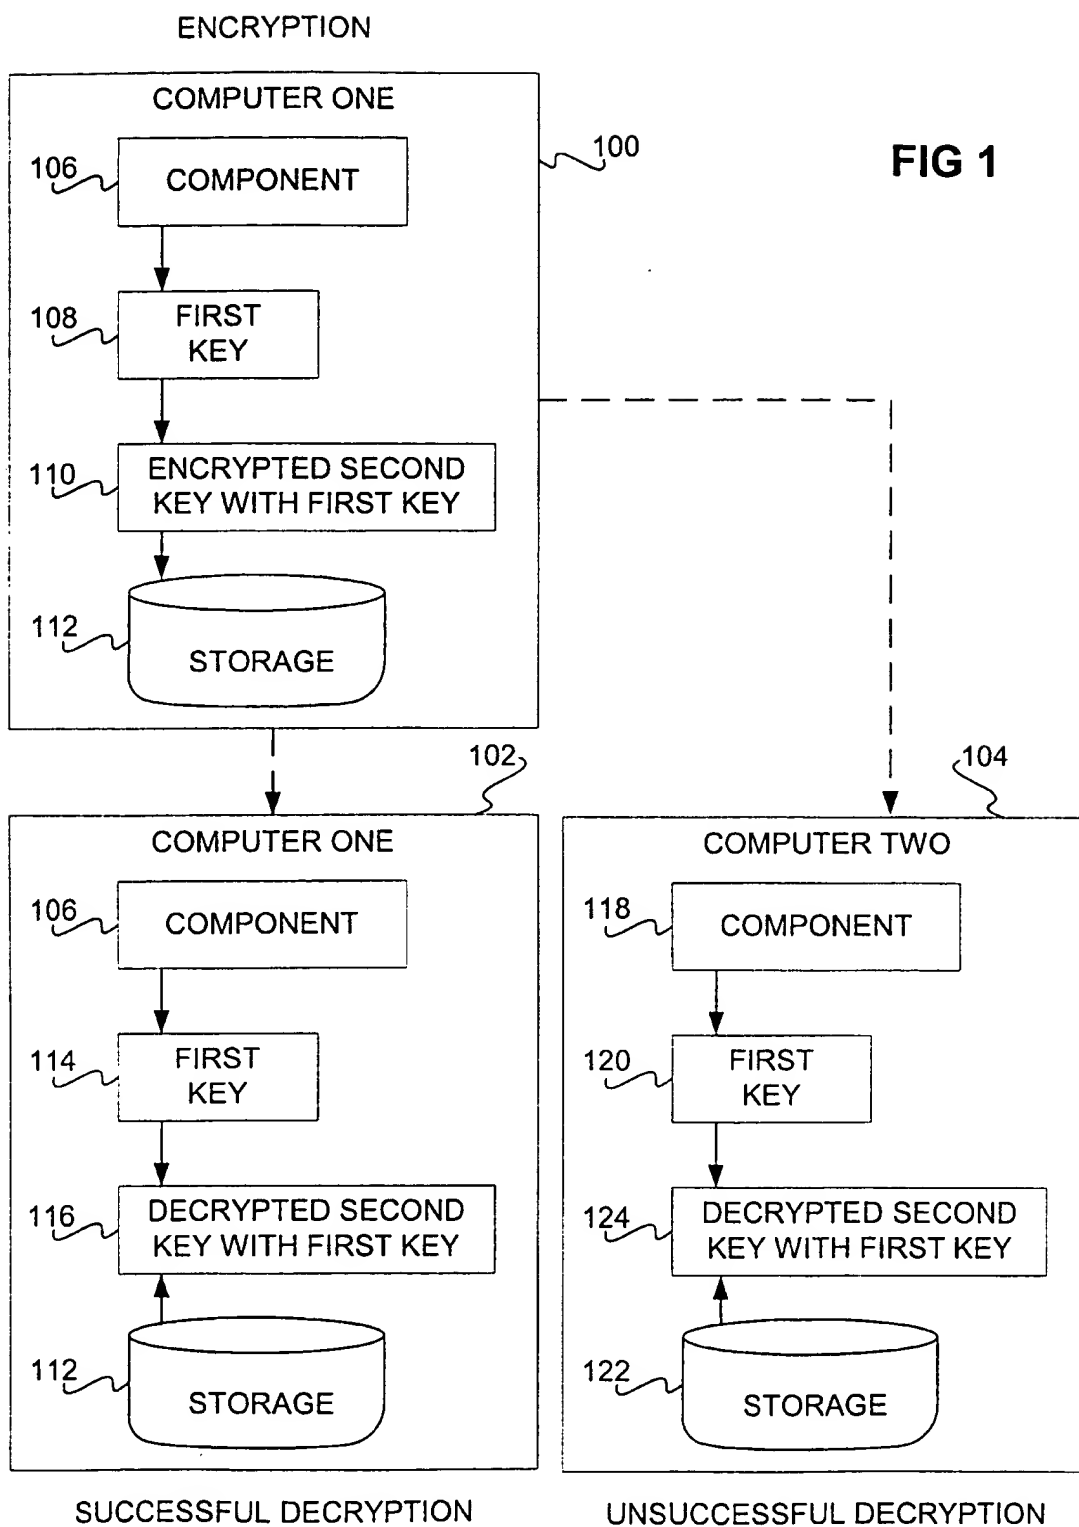 ENCRYPTION
COMPUTER ONE
100
FIG 1
106
COMPONENT
108
FIRST
KEY
110
ENCRYPTED SECOND
KEY WITH FIRST KEY
112
STORAGE
102
104
COMPUTER ONE
106
COMPONENT
114
FIRST
KEY
116
DECRYPTED SECOND
KEY WITH FIRST KEY
112
STORAGE
SUCCESSFUL DECRYPTION
COMPUTER TWO
118
COMPONENT
120
FIRST
KEY
124
DECRYPTED SECOND
KEY WITH FIRST KEY
122
STORAGE
UNSUCCESSFUL DECRYPTION